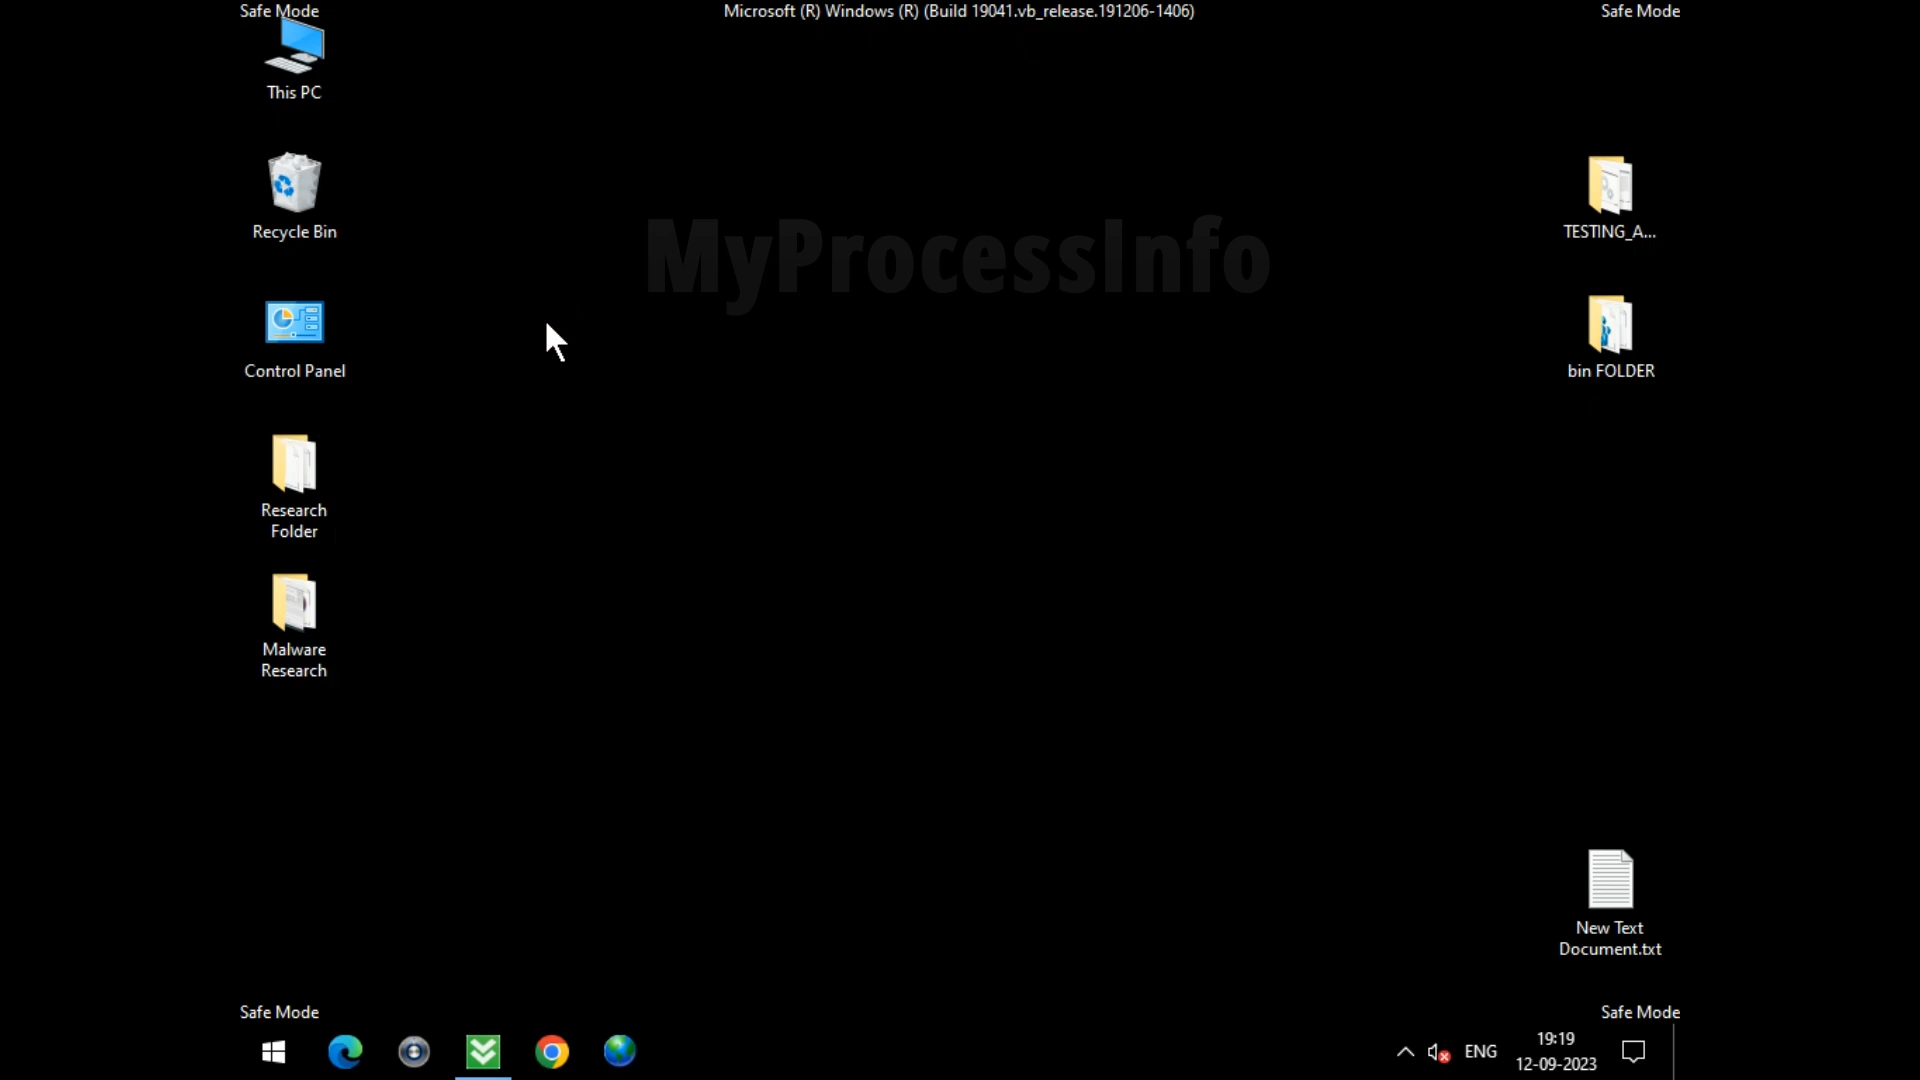 Safe Mode
Microsoft (R) Windows (R) (Build 19041.vb_release.191206-1406)
Safe Mode
This PC
Recycle Bin
TESTING_A...
MyProcessInfo
Control Panel
bin FOLDER
Research
Folder
Malware
Research
New Text
Document.txt
Safe Mode
Safe Mode
ENG
19:19
12-09-2023